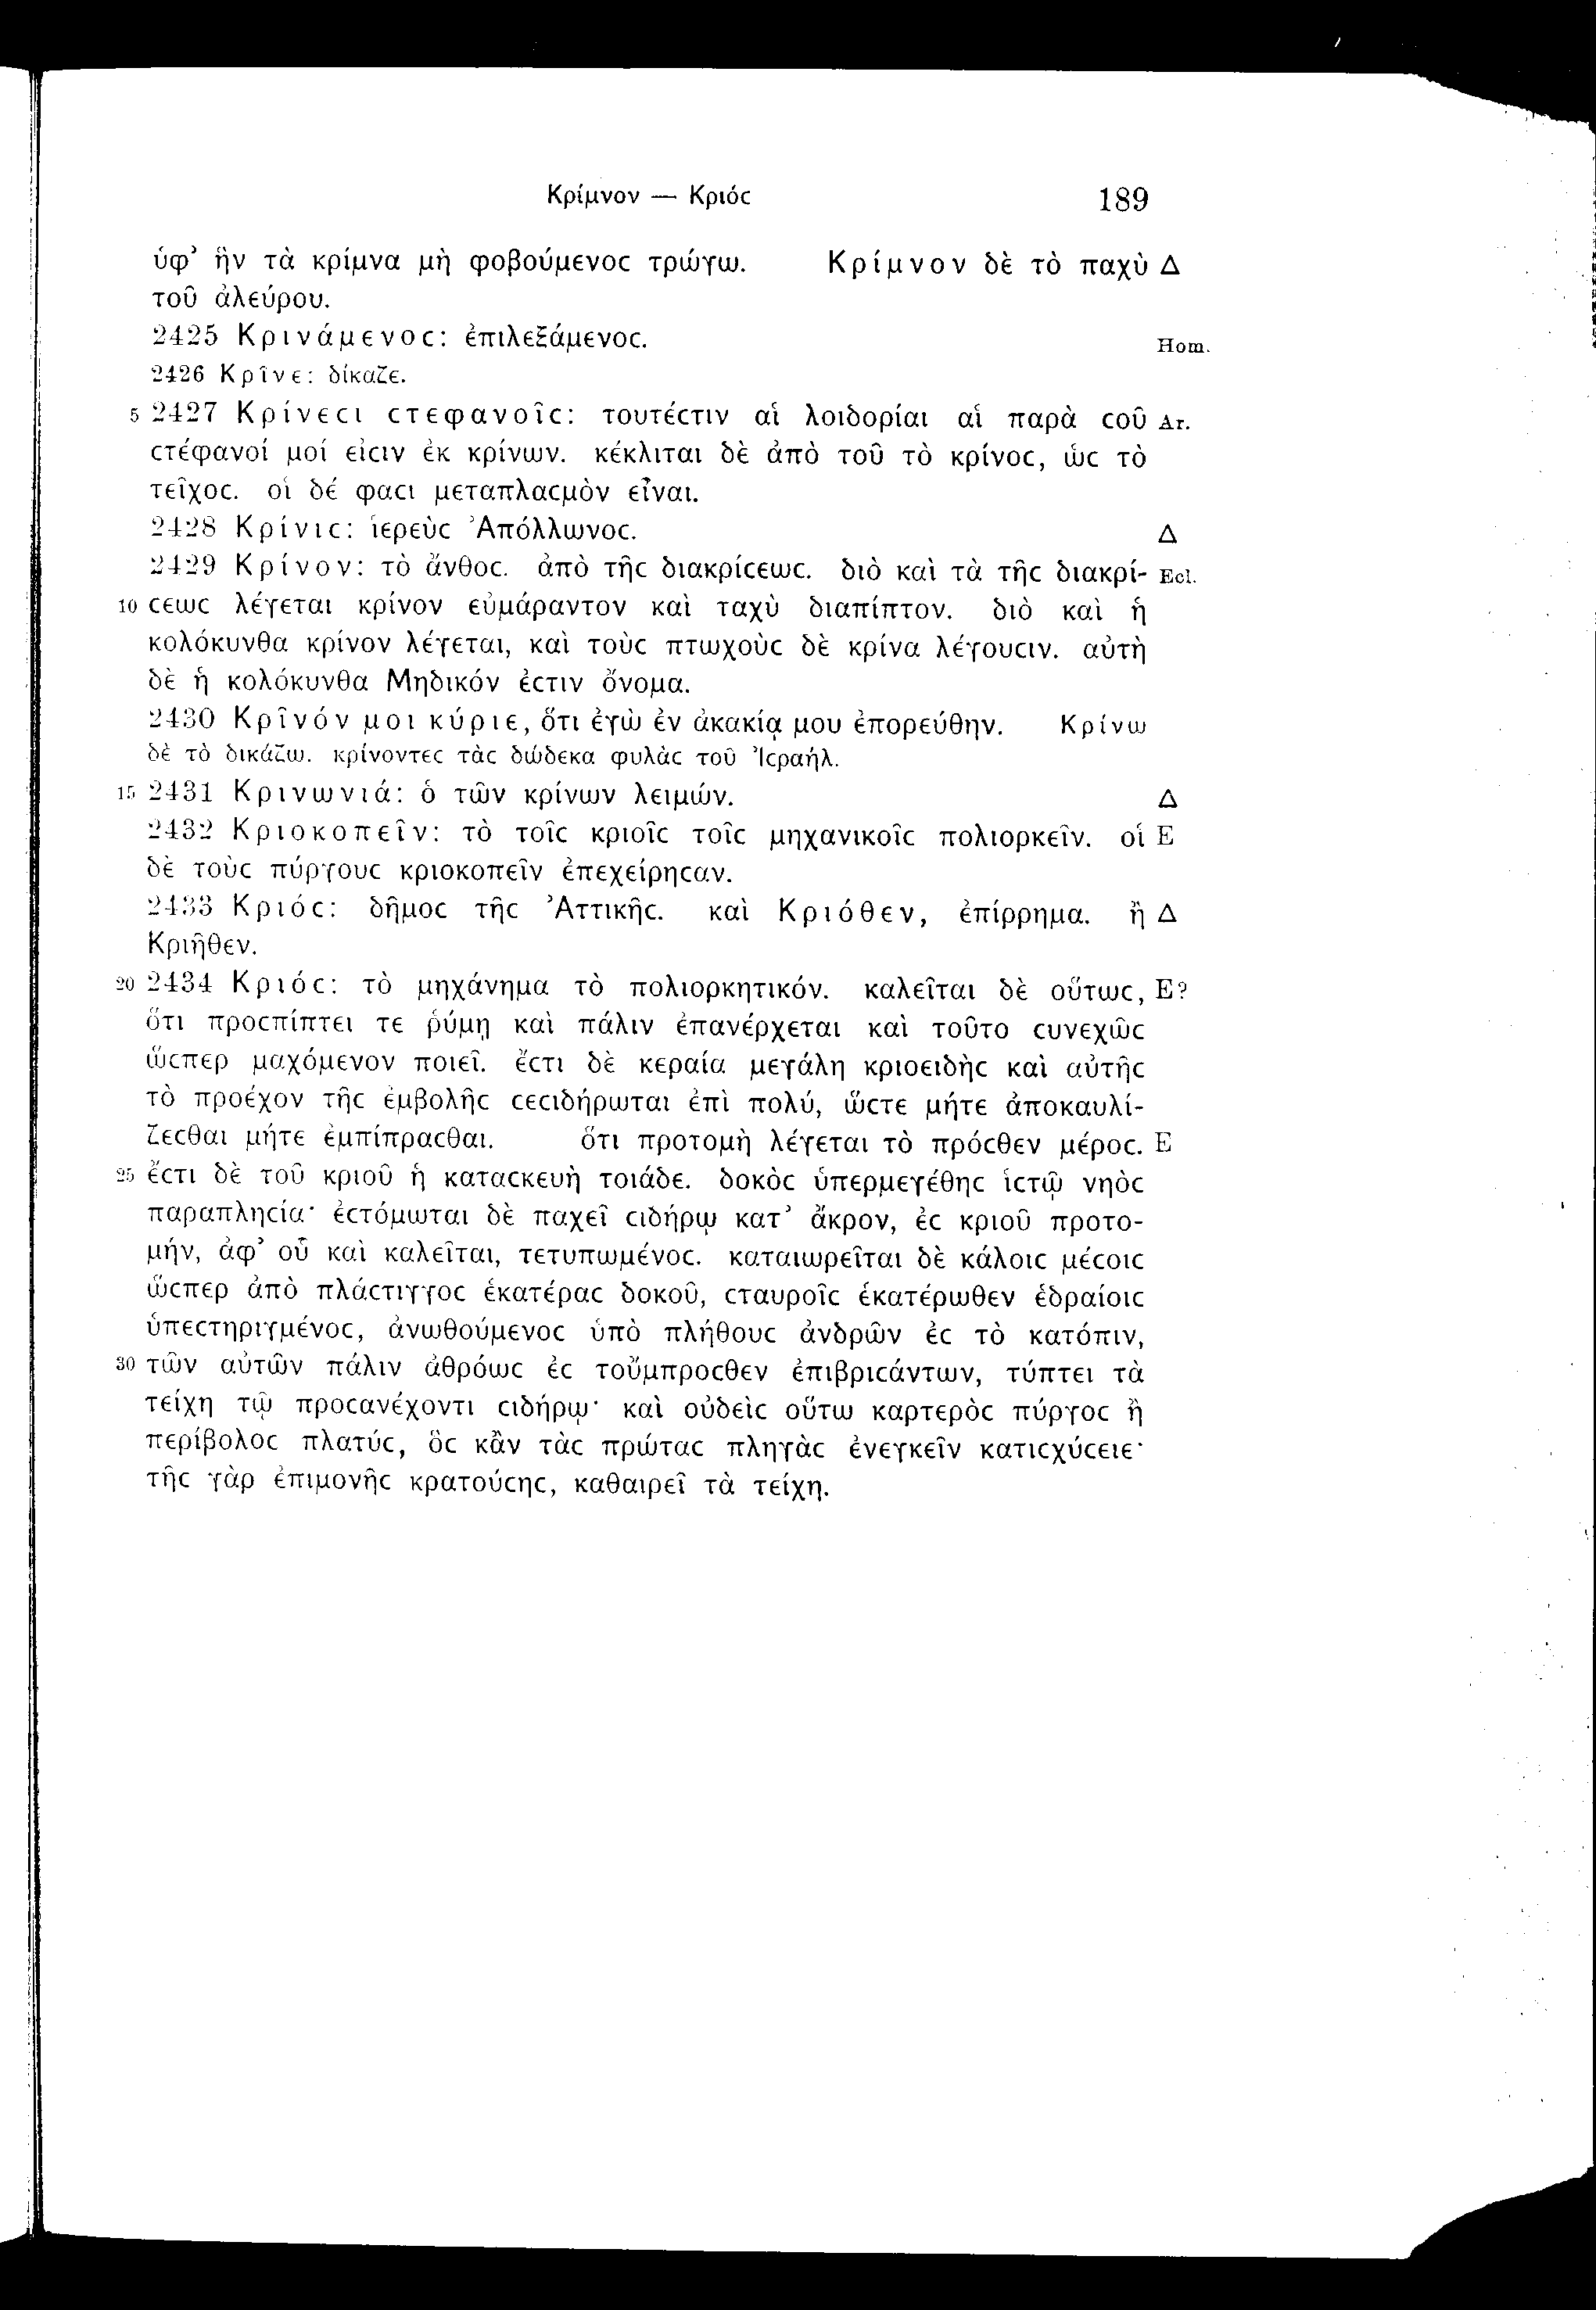 Κρίμνον — Κριόϲ 189
ὑφ’ ἣν τὰ κρίμνα μὴ φοβούμενοϲ τρώγω. Κρίμνον δὲ τὸ παχὺ Δ
τοῦ ἀλεύρου.
2425 Κρινάμενοϲ: ἐπιλεξάμενοϲ. Hom.
2426 Κρῖνε: δίκαζε.
5 2427 Κρίνεϲι ϲτεφανοῖϲ: τουτέϲτιν αἱ λοιδορίαι αἱ παρὰ ϲοῦ Ar.
ϲτέφανοί μοί εἰϲιν ἐκ κρίνων. κέκλιται δὲ ἀπὸ τοῦ τὸ κρίνοϲ, ὡϲ τὸ
τεῖχοϲ. οἱ δέ φαϲι μεταπλαϲμὸν εἶναι.
2428 Κρίνιϲ: ἱερεὺϲ Ἀπόλλωνοϲ. Δ
2429 Κρίνον: τὸ ἄνθοϲ. ἀπὸ τῆϲ διακρίϲεωϲ. διὸ καὶ τὰ τῆϲ διακρί- Ecl.
10 ϲεωϲ λέγεται κρίνον εὐμάραντον καὶ ταχὺ διαπίπτον. διὸ καὶ ἡ
κολόκυνθα κρίνον λέγεται, καὶ τοὺϲ πτωχοὺϲ δὲ κρίνα λέγουϲιν. αὐτὴ
δὲ ἡ κολόκυνθα Μηδικόν ἐϲτιν ὄνομα.
2430 Κρῖνόν μοι κύριε, ὅτι ἐγὼ ἐν ἀκακίᾳ μου ἐπορεύθην. Κρίνω
δὲ τὸ δικάζω. κρίνοντεϲ τὰϲ δώδεκα φυλὰϲ τοῦ Ἰϲραήλ.
15 2431 Κρινωνιά: ὁ τῶν κρίνων λειμών. Δ
2432 Κριοκοπεῖν: τὸ τοῖϲ κριοῖϲ τοῖϲ μηχανικοῖϲ πολιορκεῖν. οἱ E
δὲ τοὺϲ πύργουϲ κριοκοπεῖν ἐπεχείρηϲαν.
2433 Κριόϲ: δῆμοϲ τῆϲ Ἀττικῆϲ. καὶ Κριόθεν, ἐπίρρημα. ἢ Δ
Κριῆθεν.
20 2434 Κριόϲ: τὸ μηχάνημα τὸ πολιορκητικόν. καλεῖται δὲ οὕτωϲ, E?
ὅτι προϲπίπτει τε ῥύμῃ καὶ πάλιν ἐπανέρχεται καὶ τοῦτο ϲυνεχῶϲ
ὥϲπερ μαχόμενον ποιεῖ. ἔϲτι δὲ κεραία μεγάλη κριοειδὴϲ καὶ αὐτῆϲ
τὸ προέχον τῆϲ ἐμβολῆϲ ϲεϲιδήρωται ἐπὶ πολύ, ὥϲτε μήτε ἀποκαυλί-
ζεϲθαι μήτε ἐμπίπραϲθαι. ὅτι προτομὴ λέγεται τὸ πρόϲθεν μέροϲ. E
25 ἔϲτι δὲ τοῦ κριοῦ ἡ καταϲκευὴ τοιάδε. δοκὸϲ ὑπερμεγέθηϲ ἱϲτῷ νηὸϲ
παραπληϲία· ἐϲτόμωται δὲ παχεῖ ϲιδήρῳ κατ’ ἄκρον, ἐϲ κριοῦ προτο-
μήν, ἀφ’ οὗ καὶ καλεῖται, τετυπωμένοϲ. καταιωρεῖται δὲ κάλοιϲ μέϲοιϲ
ὥϲπερ ἀπὸ πλάϲτιγγοϲ ἑκατέραϲ δοκοῦ, ϲταυροῖϲ ἑκατέρωθεν ἑδραίοιϲ
ὑπεϲτηριγμένοϲ, ἀνωθούμενοϲ ὑπὸ πλήθουϲ ἀνδρῶν ἐϲ τὸ κατόπιν,
30 τῶν αὐτῶν πάλιν ἀθρόωϲ ἐϲ τοὔμπροϲθεν ἐπιβριϲάντων, τύπτει τὰ
τείχη τῷ προϲανέχοντι ϲιδήρῳ· καὶ οὐδεὶϲ οὕτω καρτερὸϲ πύργοϲ ἢ
περίβολοϲ πλατύϲ, ὃϲ κἂν τὰϲ πρώταϲ πληγὰϲ ἐνεγκεῖν κατιϲχύϲειε·
τῆϲ γὰρ ἐπιμονῆϲ κρατούϲηϲ, καθαιρεῖ τὰ τείχη.